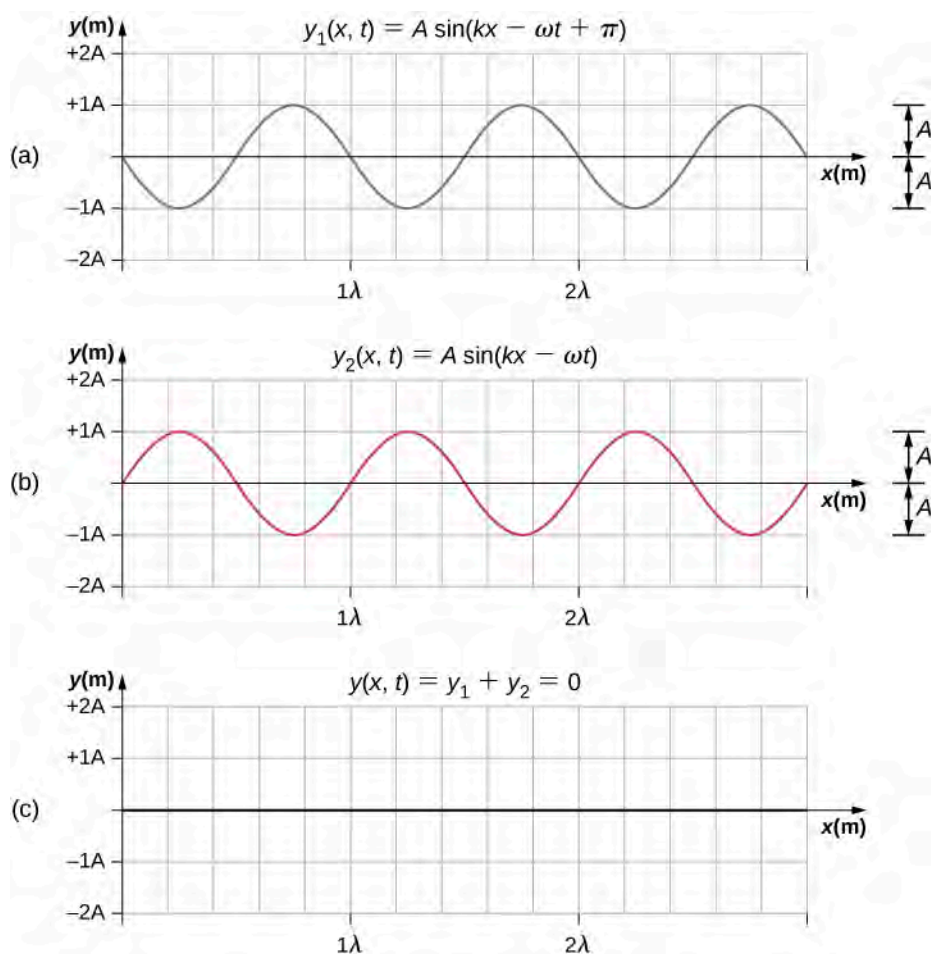 y(m)
y₁(x, t) = A sin(kx − ωt + π)
+2A
+1A
A
(a)
x(m)
A
−1A
−2A
1λ
2λ
y(m)
y₂(x, t) = A sin(kx − ωt)
+2A
+1A
A
(b)
x(m)
A
−1A
−2A
1λ
2λ
y(m)
y(x, t) = y₁ + y₂ = 0
+2A
+1A
(c)
x(m)
−1A
−2A
1λ
2λ